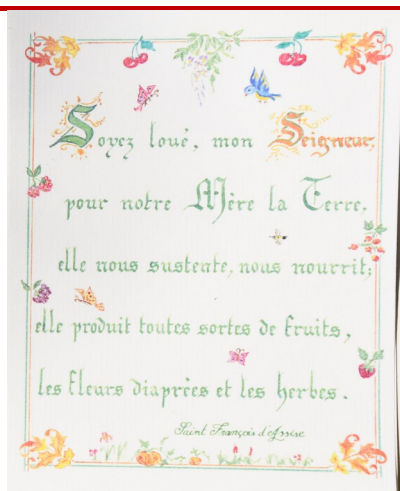 Soyez loué, mon Seigneur,
pour notre Mère la Terre,
elle nous sustente, nous nourrit;
elle produit toutes sortes de fruits,
les fleurs diaprées et les herbes.
Saint François d'Assise